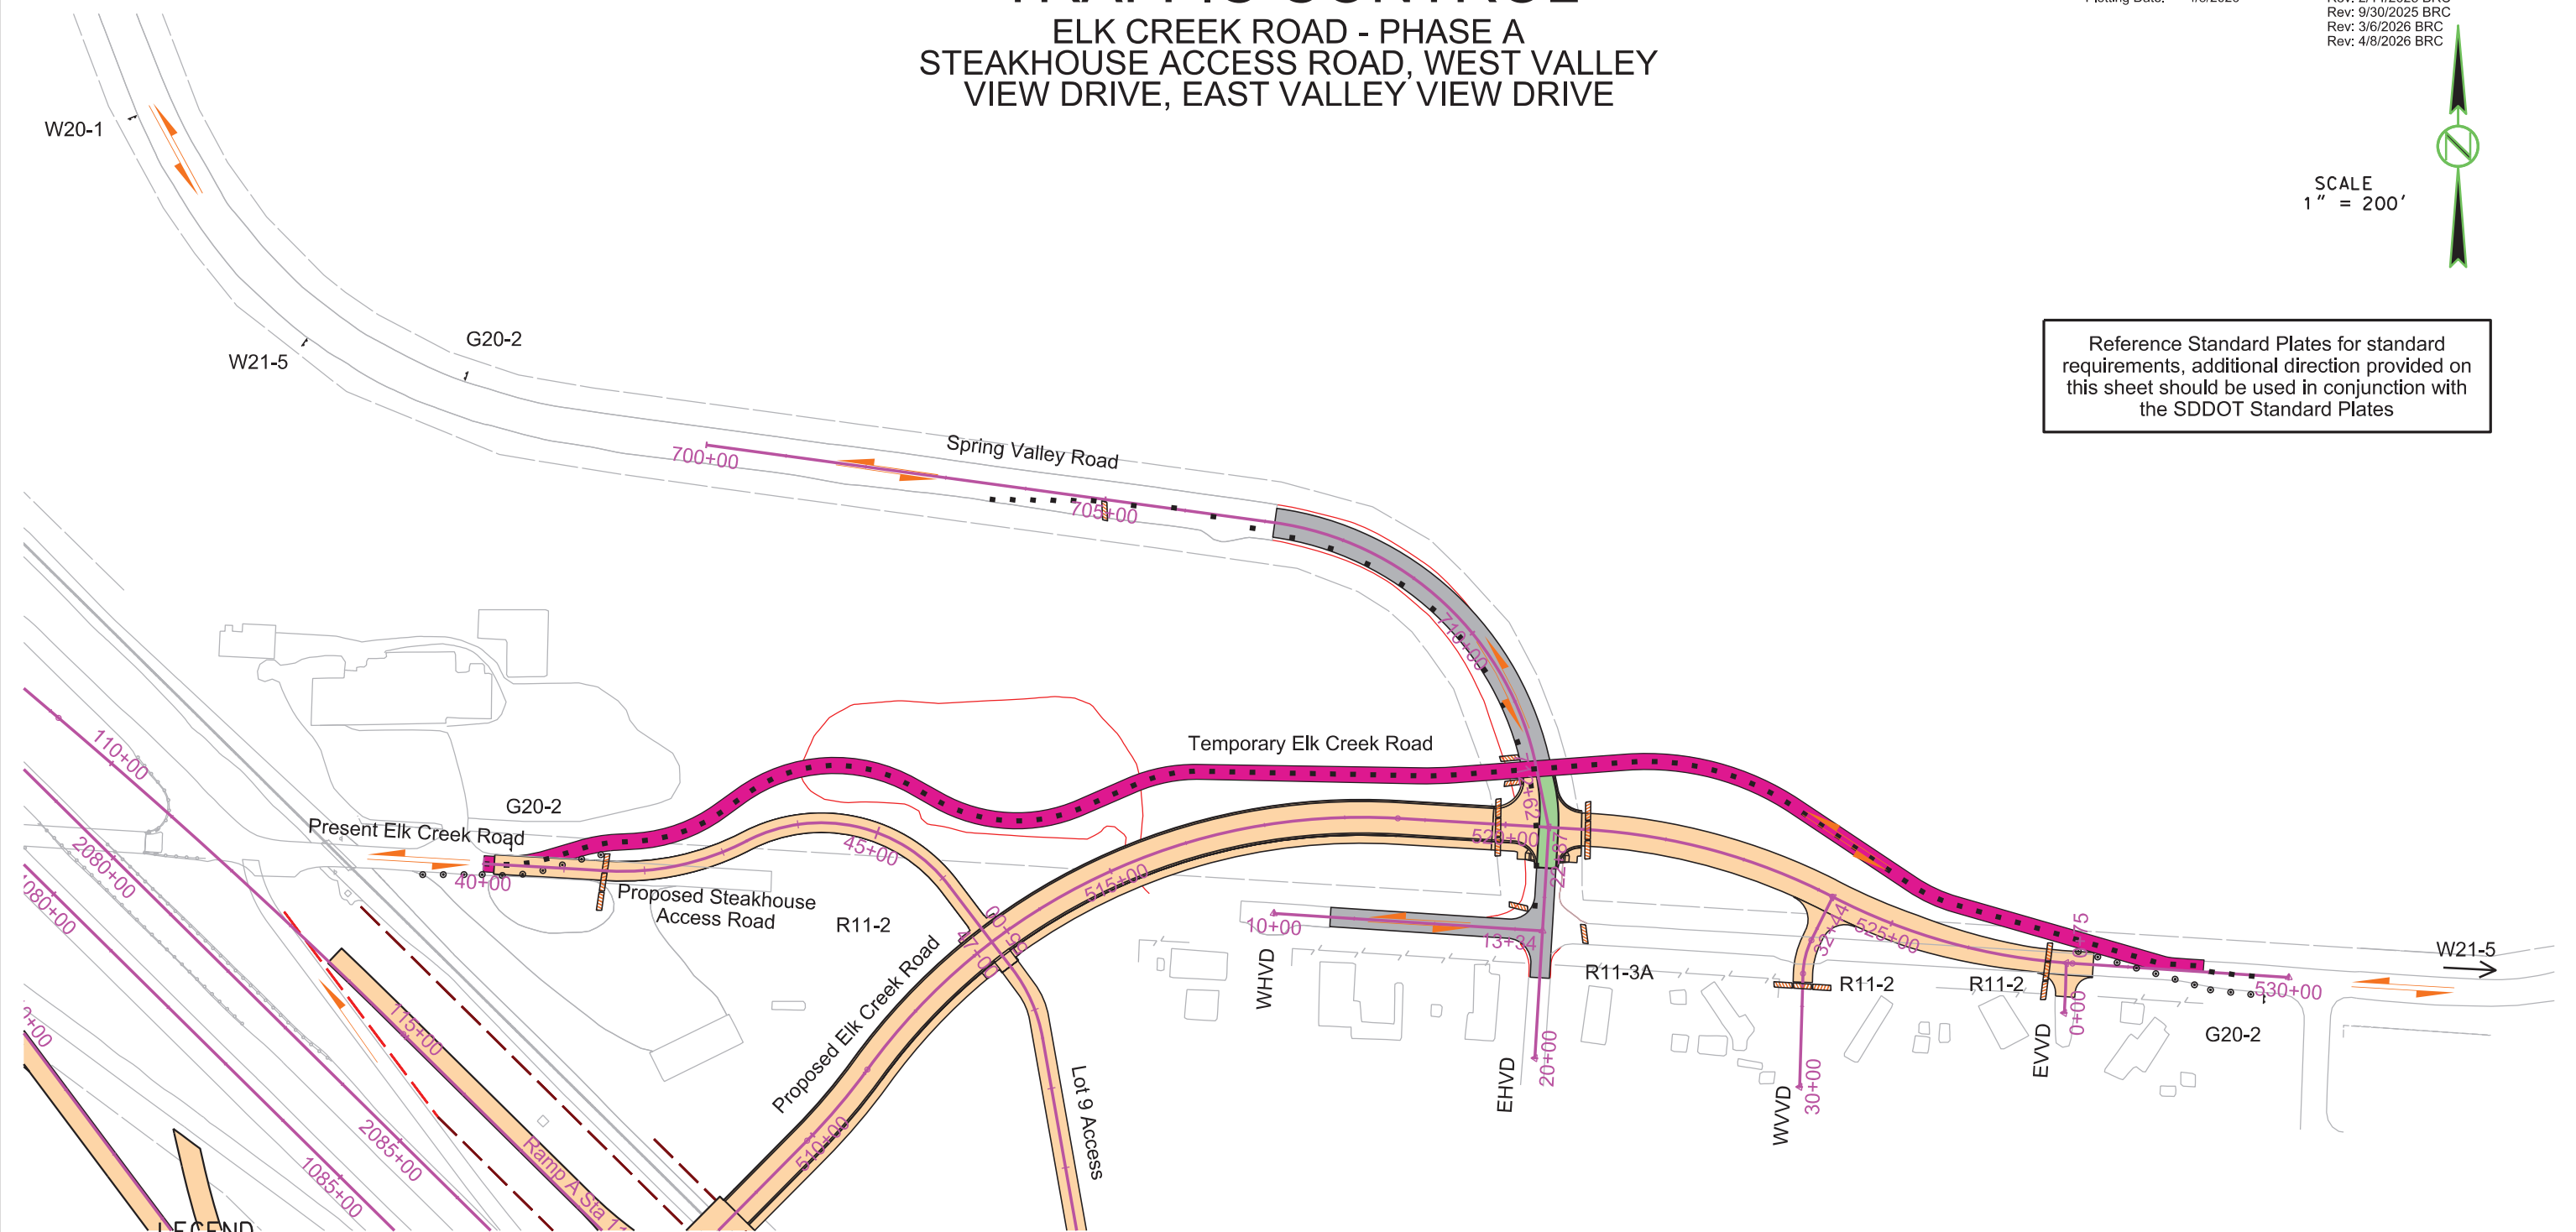 ELK CREEK ROAD - PHASE A
STEAKHOUSE ACCESS ROAD, WEST VALLEY
VIEW DRIVE, EAST VALLEY VIEW DRIVE
Rev: 9/30/2025 BRC
Rev: 3/6/2026 BRC
Rev: 4/8/2026 BRC
N
SCALE
1" = 200'
Reference Standard Plates for standard
requirements, additional direction provided on
this sheet should be used in conjunction with
the SDDOT Standard Plates
W20-1
W21-5
G20-2
700+00
Spring Valley Road
705+00
710+00
Temporary Elk Creek Road
G20-2
Present Elk Creek Road
40+00
Proposed Steakhouse
Access Road
45+00
R11-2
47+00
Proposed Elk Creek Road
510+00
515+00
520+00
525+00
530+00
Lot 9 Access
10+00
13+34
WHVD
EHVD
20+00
R11-3A
32+44
R11-2
WVVD
30+00
R11-2
EVVD
0+00
G20-2
W21-5
110+00
2080+00
1080+00
115+00
2085+00
1085+00
Ramp A Sta
LEGEND